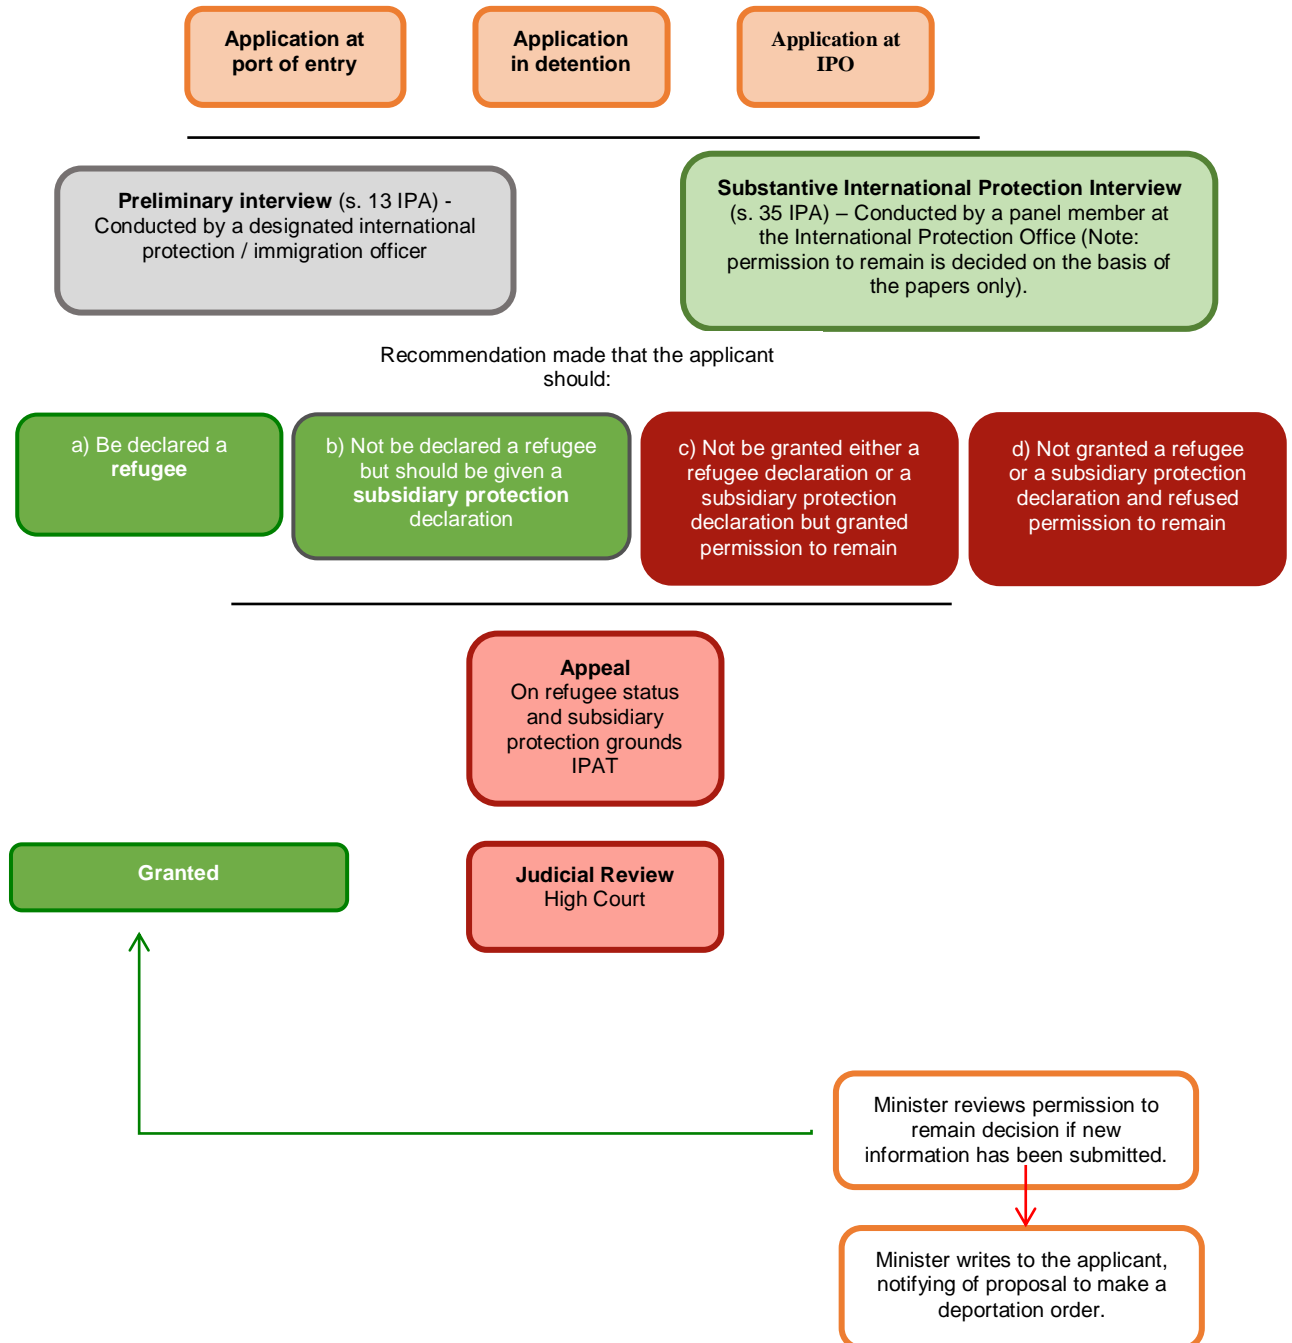 Application at
port of entry
Application
in detention
Application at
IPO
Preliminary interview (s. 13 IPA) -
Conducted by a designated international
protection / immigration officer
Substantive International Protection Interview
(s. 35 IPA) – Conducted by a panel member at
the International Protection Office (Note:
permission to remain is decided on the basis of
the papers only).
Recommendation made that the applicant
should:
a) Be declared a
refugee
b) Not be declared a refugee
but should be given a
subsidiary protection
declaration
c) Not be granted either a
refugee declaration or a
subsidiary protection
declaration but granted
permission to remain
d) Not granted a refugee
or a subsidiary protection
declaration and refused
permission to remain
Appeal
On refugee status
and subsidiary
protection grounds
IPAT
Granted
Judicial Review
High Court
Minister reviews permission to
remain decision if new
information has been submitted.
Minister writes to the applicant,
notifying of proposal to make a
deportation order.